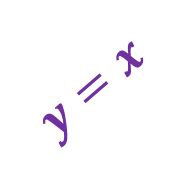 y = x